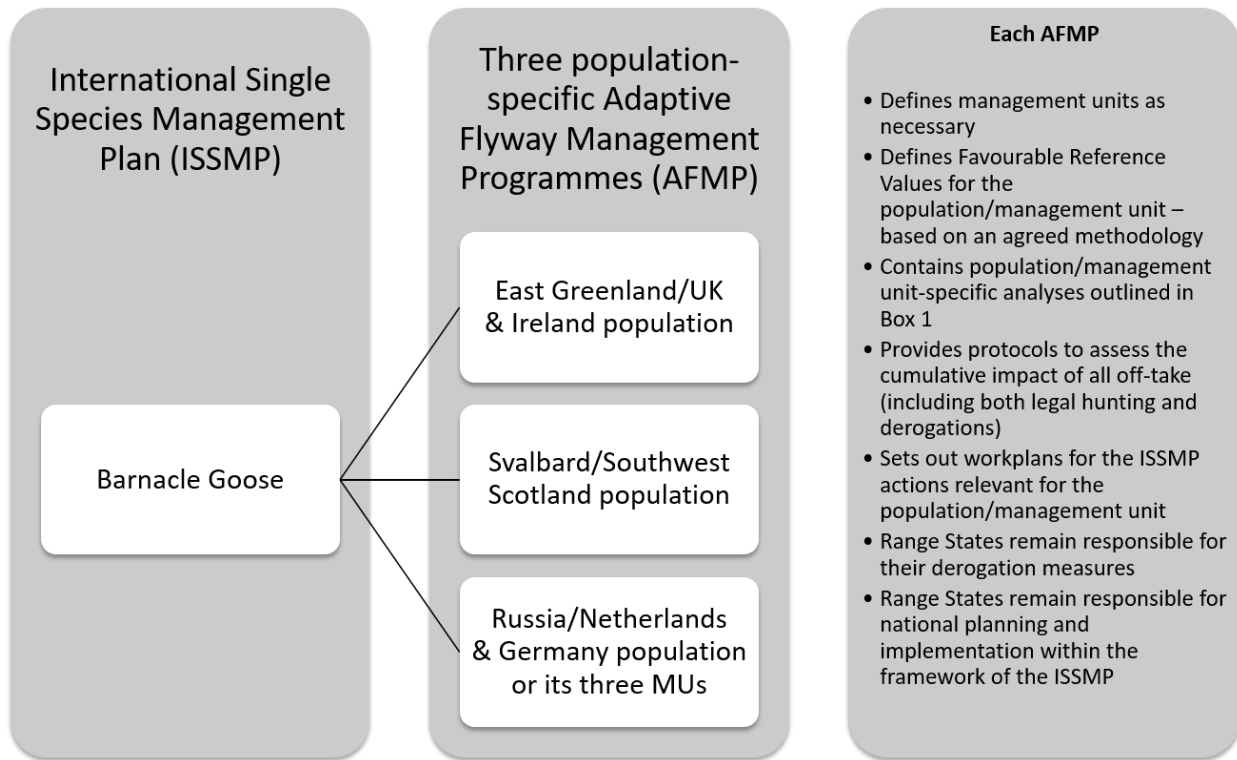 International Single
Species Management
Plan (ISSMP)
Barnacle Goose
Three population-
specific Adaptive
Flyway Management
Programmes (AFMP)
East Greenland/UK
& Ireland population
Svalbard/Southwest
Scotland population
Russia/Netherlands
& Germany population
or its three MUs
Each AFMP
• Defines management units as
necessary
• Defines Favourable Reference
Values for the
population/management unit –
based on an agreed methodology
• Contains population/management
unit-specific analyses outlined in
Box 1
• Provides protocols to assess the
cumulative impact of all off-take
(including both legal hunting and
derogations)
• Sets out workplans for the ISSMP
actions relevant for the
population/management unit
• Range States remain responsible for
their derogation measures
• Range States remain responsible for
national planning and
implementation within the
framework of the ISSMP